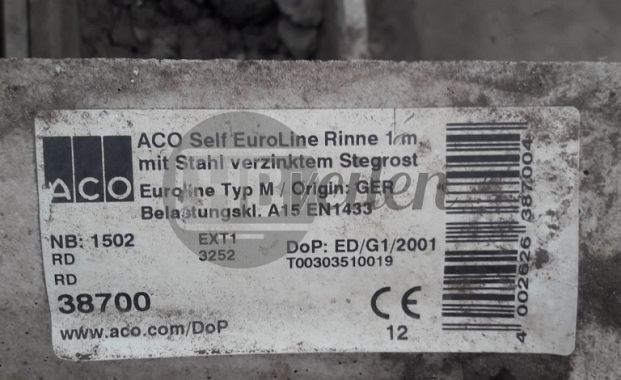 ACO
ACO Self EuroLine Rinne 1 m
mit Stahl verzinktem Stegrost
Euroline Typ M / Origin: GER
Belastungskl. A15 EN1433
NB: 1502
EXT1
DoP: ED/G1/2001
RD
3252
T00303510019
RD
38700
CE
www.aco.com/DoP
12
4 002626 387004